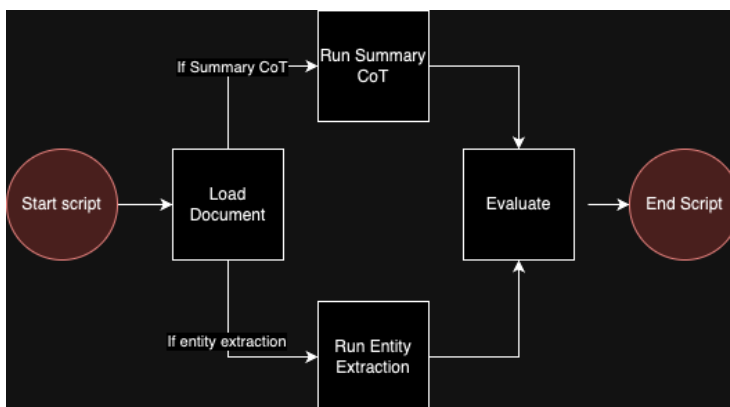 Run Summary
CoT
If Summary CoT
Start script
Load
Document
Evaluate
End Script
If entity extraction
Run Entity
Extraction